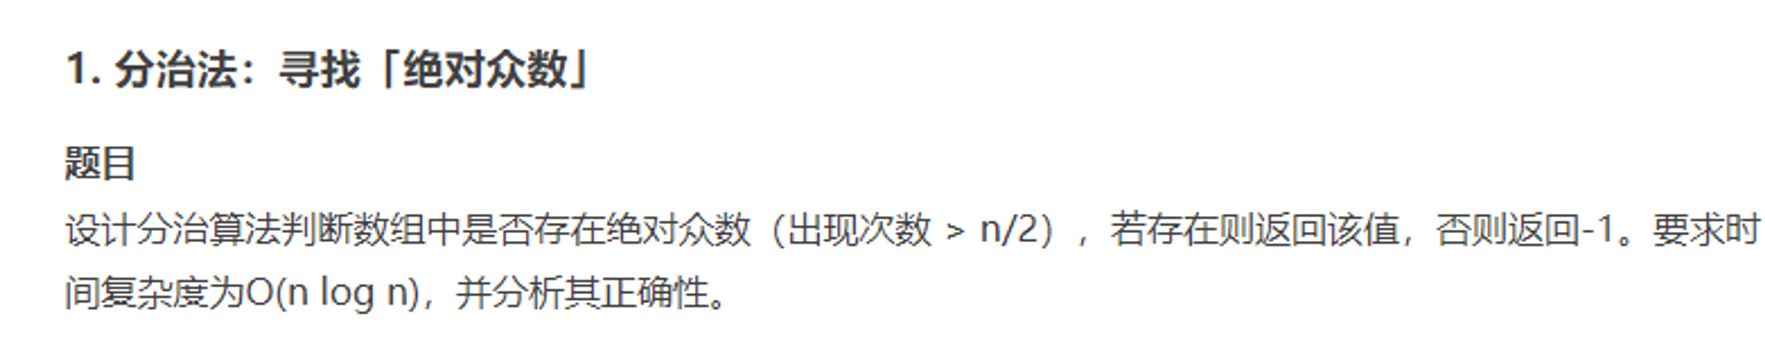 1. 分治法：寻找「绝对众数」
题目
设计分治算法判断数组中是否存在绝对众数（出现次数 > n/2），若存在则返回该值，否则返回-1。要求时
间复杂度为O(n log n)，并分析其正确性。